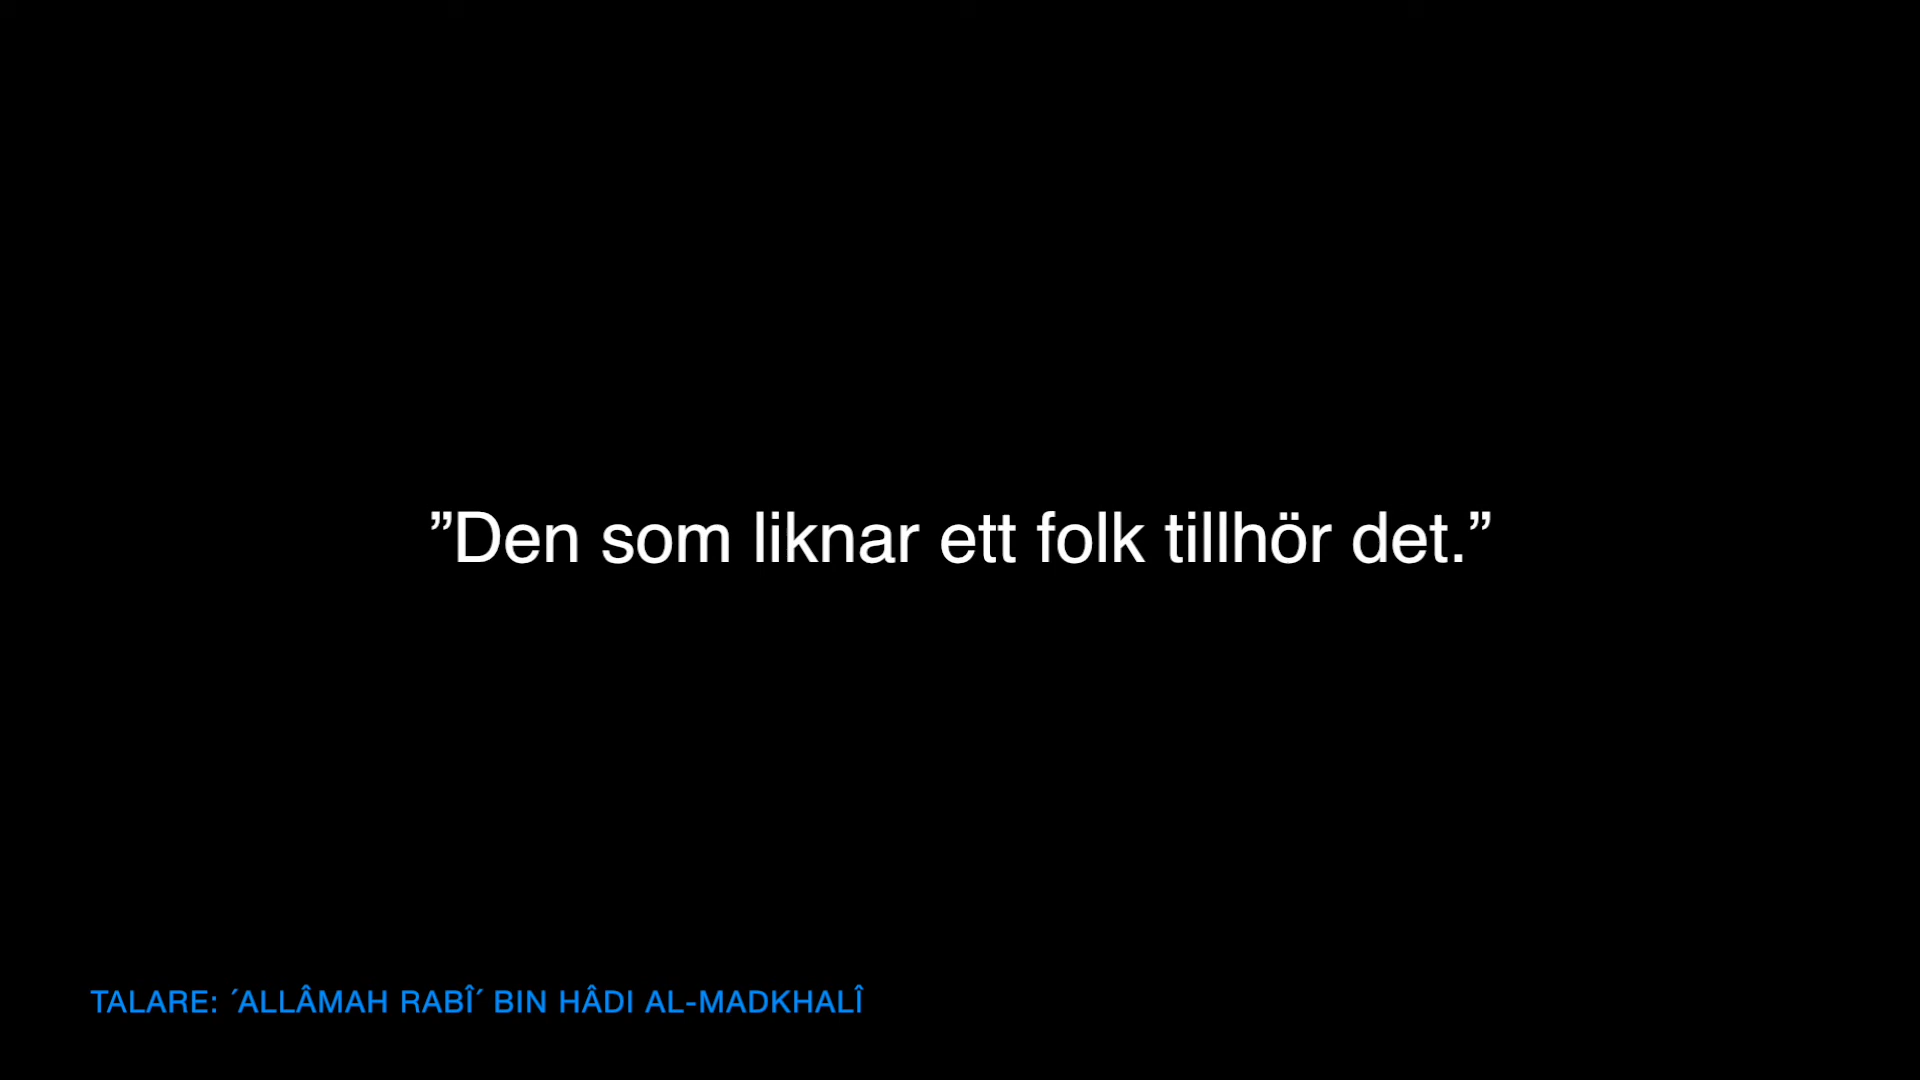 ”Den som liknar ett folk tillhör det.”
TALARE: ´ALLÂMAH RABÎ´ BIN HÂDI AL-MADKHALÎ